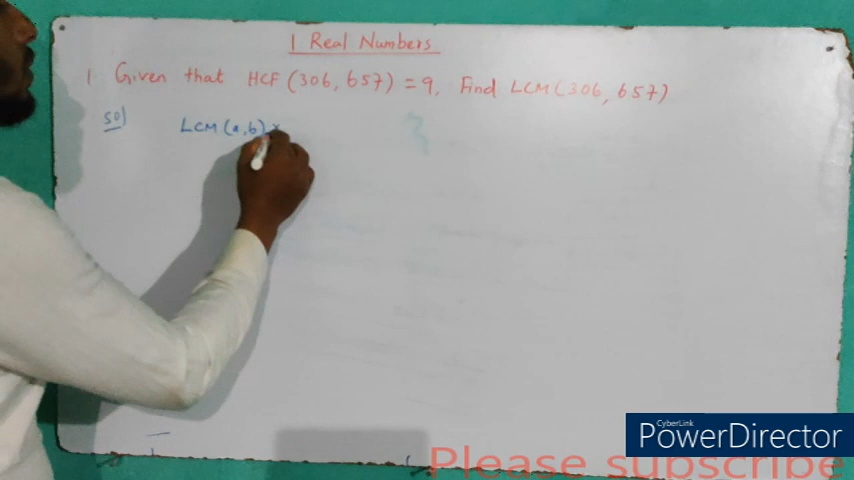 1 Real Numbers
1 Given that HCF (306, 657) = 9, Find LCM (306, 657)
Sol LCM (a,b) ×
CyberLink
PowerDirector
Please subscribe